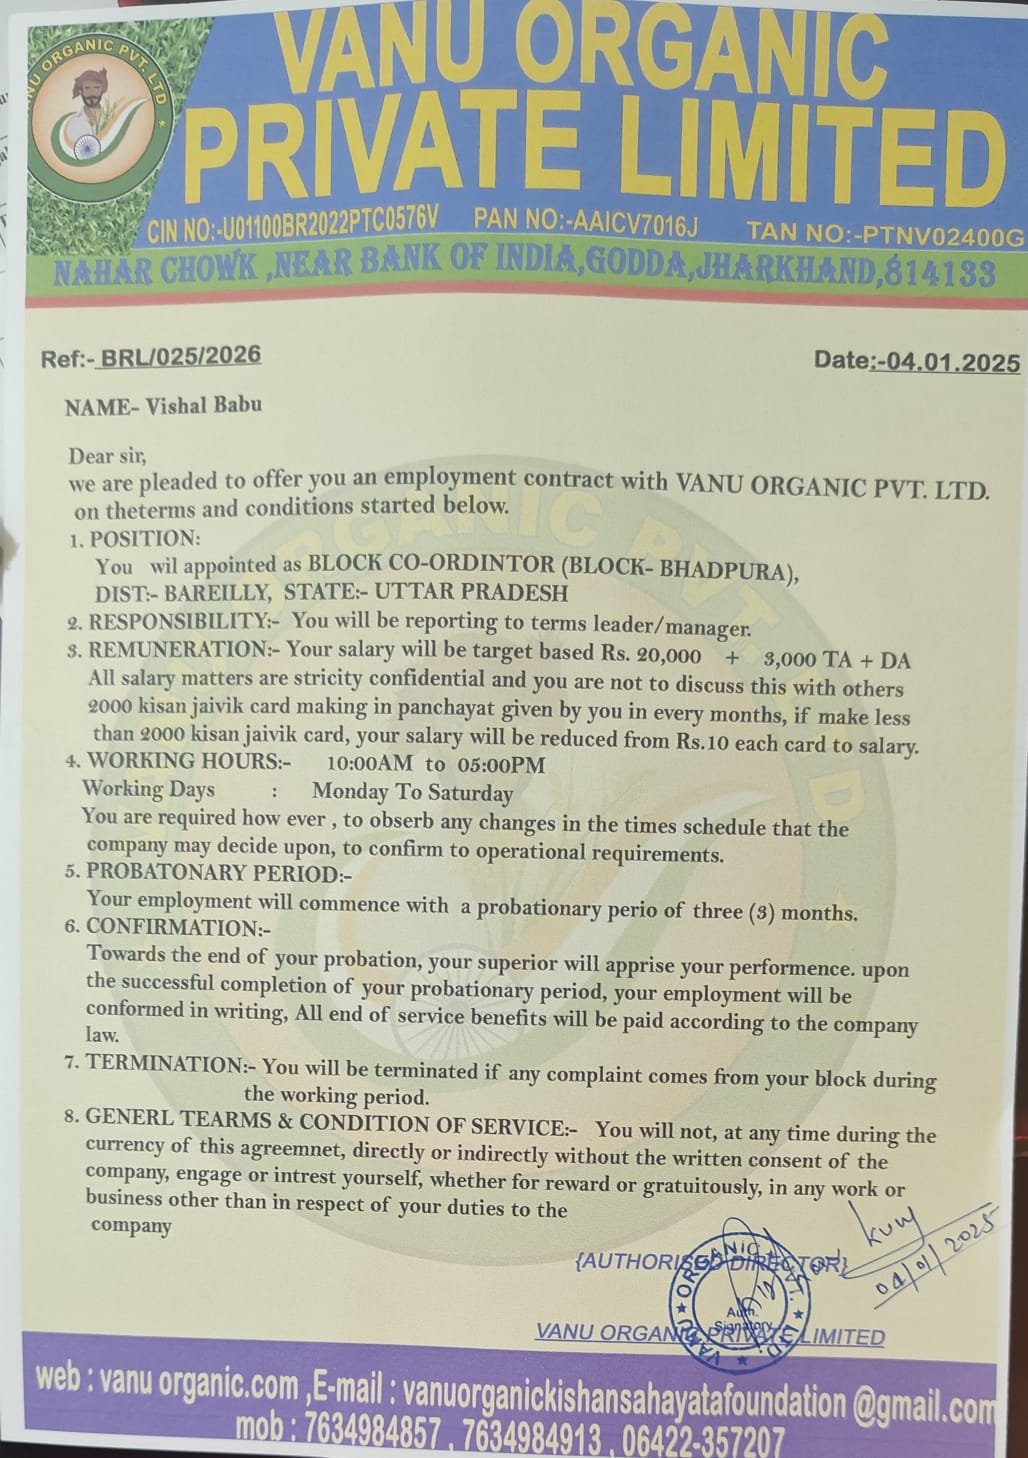 VANU ORGANIC PVT. LTD
VANU ORGANIC
PRIVATE LIMITED
CIN NO:-U01100BR2022PTC0576V PAN NO:-AAICV7016J TAN NO:-PTNV02400G
NAHAR CHOWK ,NEAR BANK OF INDIA,GODDA,JHARKHAND,814133
Ref:- BRL/025/2026 Date:-04.01.2025
NAME- Vishal Babu
Dear sir,
we are pleaded to offer you an employment contract with VANU ORGANIC PVT. LTD.
on theterms and conditions started below.
1. POSITION:
You wil appointed as BLOCK CO-ORDINTOR (BLOCK- BHADPURA),
DIST:- BAREILLY, STATE:- UTTAR PRADESH
2. RESPONSIBILITY:- You will be reporting to terms leader/manager.
3. REMUNERATION:- Your salary will be target based Rs. 20,000 + 3,000 TA + DA
All salary matters are stricity confidential and you are not to discuss this with others
2000 kisan jaivik card making in panchayat given by you in every months, if make less
than 2000 kisan jaivik card, your salary will be reduced from Rs.10 each card to salary.
4. WORKING HOURS:- 10:00AM to 05:00PM
Working Days : Monday To Saturday
You are required how ever , to obserb any changes in the times schedule that the
company may decide upon, to confirm to operational requirements.
5. PROBATONARY PERIOD:-
Your employment will commence with a probationary perio of three (3) months.
6. CONFIRMATION:-
Towards the end of your probation, your superior will apprise your performence. upon
the successful completion of your probationary period, your employment will be
conformed in writing, All end of service benefits will be paid according to the company
law.
7. TERMINATION:- You will be terminated if any complaint comes from your block during
the working period.
8. GENERL TEARMS & CONDITION OF SERVICE:- You will not, at any time during the
currency of this agreemnet, directly or indirectly without the written consent of the
company, engage or intrest yourself, whether for reward or gratuitously, in any work or
business other than in respect of your duties to the
company
{AUTHORISED DIRECTOR}
04/01/2025
VANU ORGANIC PVT. LTD.
Auth.
Signatory
VANU ORGANIC PRIVATE LIMITED
web : vanu organic.com ,E-mail : vanuorganickishansahayatafoundation @gmail.com
mob : 7634984857 , 7634984913 , 06422-357207